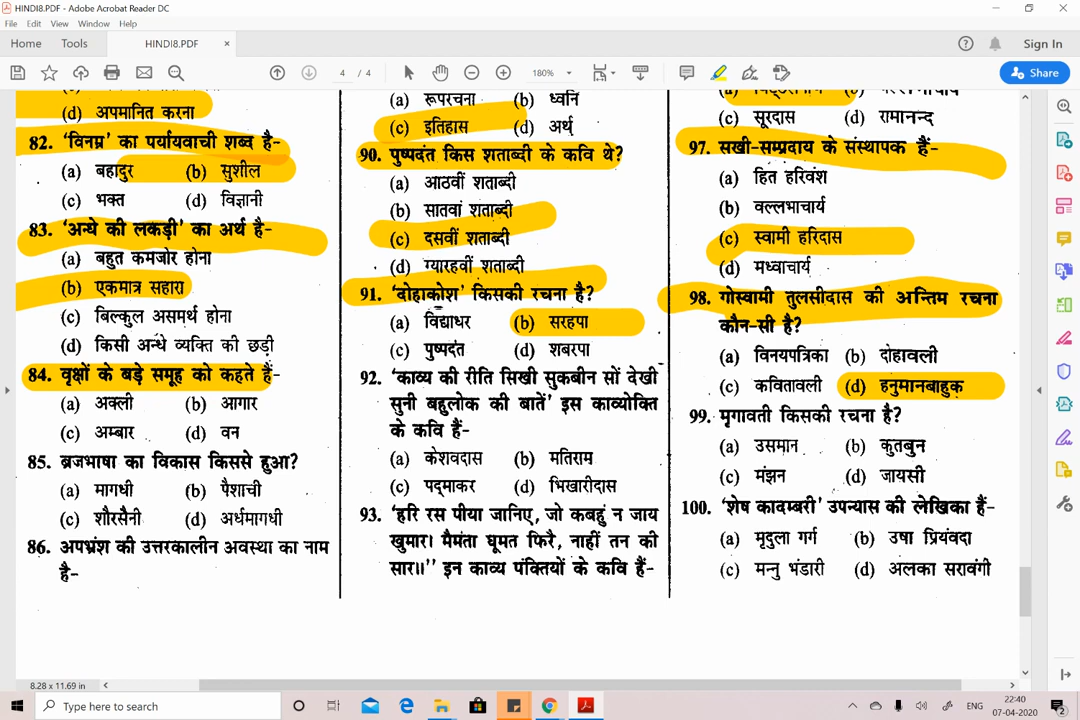 HINDI8.PDF - Adobe Acrobat Reader DC
File Edit View Window Help
Home Tools HINDI8.PDF × Sign In
4 / 4 180% Share
(d) अपमानित करना
82. ‘विनम्र’ का पर्यायवाची शब्द है-
(a) बहादुर (b) सुशील
(c) भक्त (d) विज्ञानी
83. ‘अन्धे की लकड़ी’ का अर्थ है-
(a) बहुत कमजोर होना
(b) एकमात्र सहारा
(c) बिल्कुल असमर्थ होना
(d) किसी अन्धे व्यक्ति की छड़ी
84. वृक्षों के बड़े समूह को कहते हैं-
(a) अवली (b) आगार
(c) अम्बार (d) वन
85. ब्रजभाषा का विकास किससे हुआ?
(a) मागधी (b) पैशाची
(c) शौरसैनी (d) अर्धमागधी
86. अपभ्रंश की उत्तरकालीन अवस्था का नाम
है-
(a) रूपरचना (b) ध्वनि
(c) इतिहास (d) अर्थ
90. पुष्पदंत किस शताब्दी के कवि थे?
(a) आठवीं शताब्दी
(b) सातवां शताब्दी
(c) दसवीं शताब्दी
(d) ग्यारहवीं शताब्दी
91. ‘दोहाकोश’ किसकी रचना है?
(a) विद्याधर (b) सरहपा
(c) पुष्पदंत (d) शबरपा
92. ‘काव्य की रीति सिखी सुकबीन सों देखी
सुनी बहुलोक की बातें’ इस काव्योक्ति
के कवि हैं-
(a) केशवदास (b) मतिराम
(c) पद्माकर (d) भिखारीदास
93. ‘हरि रस पीया जानिए, जो कबहुं न जाय
खुमार। मैमंता घूमत फिरै, नाहीं तन की
सार॥’’ इन काव्य पंक्तियों के कवि हैं-
(c) सूरदास (d) रामानन्द
97. सखी-सम्प्रदाय के संस्थापक हैं-
(a) हित हरिवंश
(b) वल्लभाचार्य
(c) स्वामी हरिदास
(d) मध्वाचार्य
98. गोस्वामी तुलसीदास की अन्तिम रचना
कौन-सी है?
(a) विनयपत्रिका (b) दोहावली
(c) कवितावली (d) हनुमानबाहुक
99. मृगावती किसकी रचना है?
(a) उसमान (b) कुतबुन
(c) मंझन (d) जायसी
100. ‘शेष कादम्बरी’ उपन्यास की लेखिका हैं-
(a) मृदुला गर्ग (b) उषा प्रियंवदा
(c) मन्नु भंडारी (d) अलका सरावंगी
8.28 x 11.69 in
Type here to search
ENG
22:40
07-04-2020
2